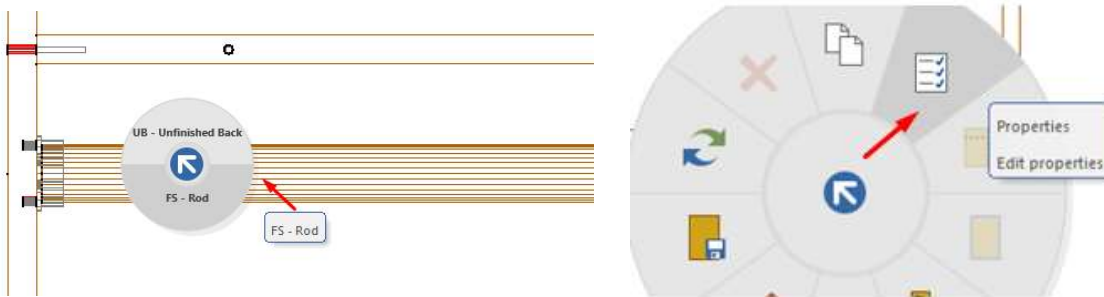 UB - Unfinished Back
FS - Rod
FS - Rod
Properties
Edit properties